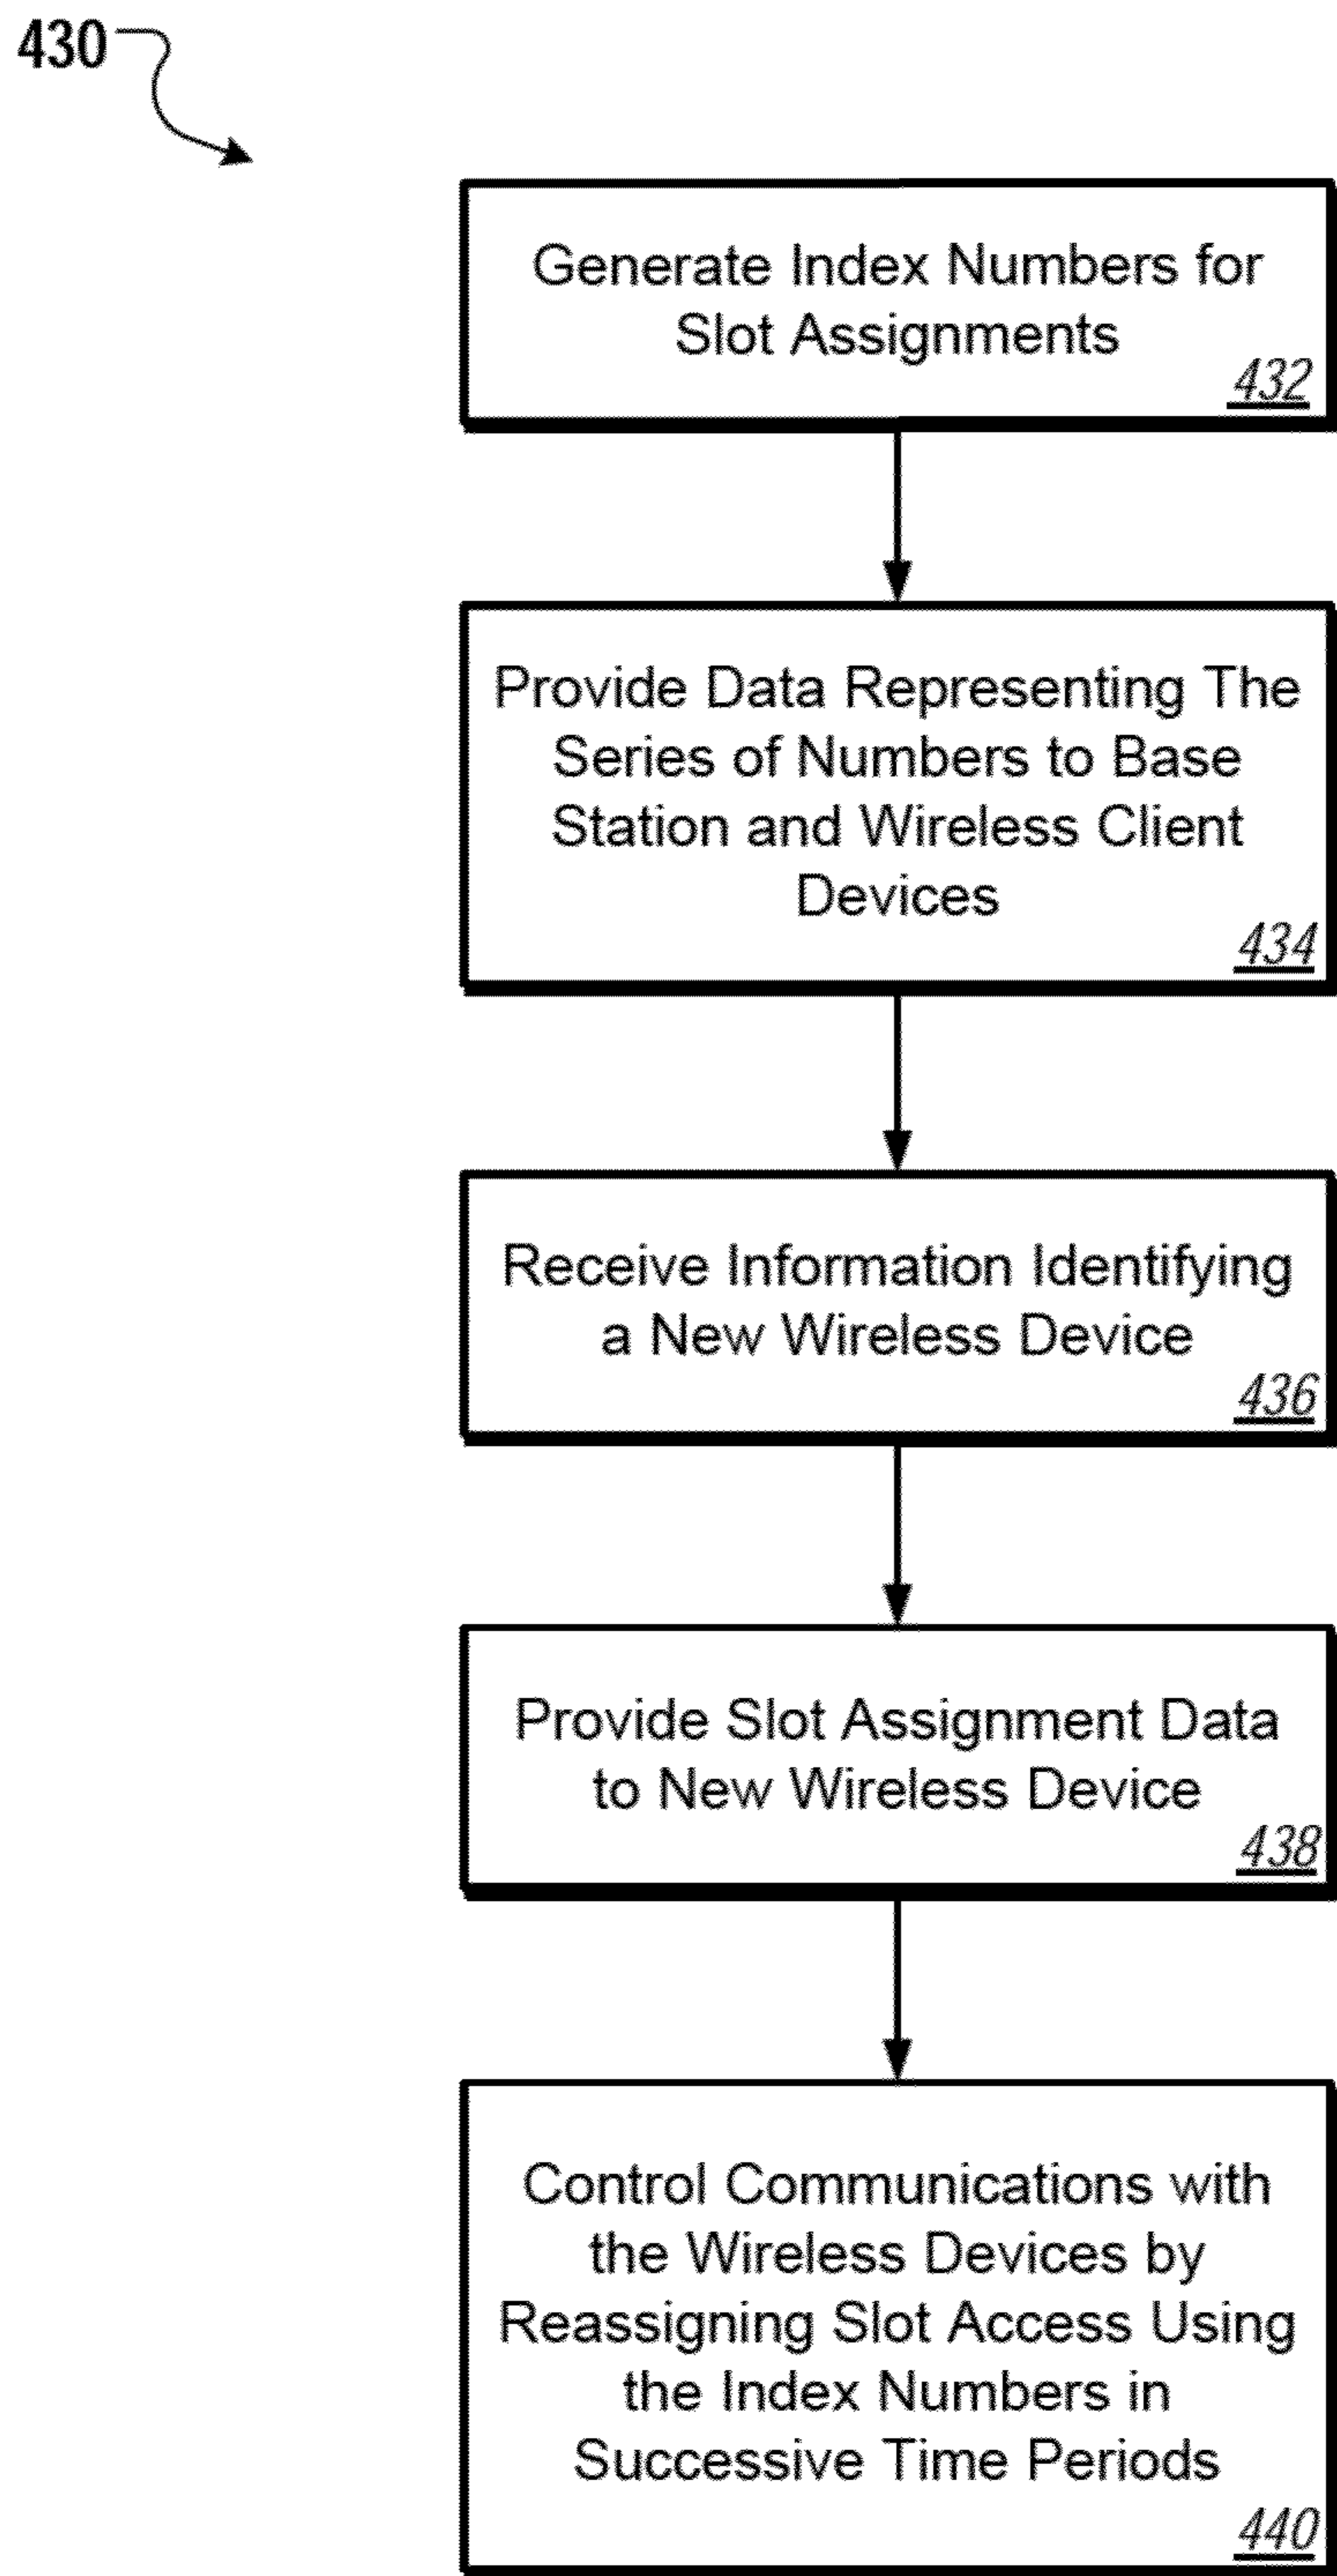 430
Generate Index Numbers for
Slot Assignments
432
Provide Data Representing The
Series of Numbers to Base
Station and Wireless Client
Devices
434
Receive Information Identifying
a New Wireless Device
436
Provide Slot Assignment Data
to New Wireless Device
438
Control Communications with
the Wireless Devices by
Reassigning Slot Access Using
the Index Numbers in
Successive Time Periods
440